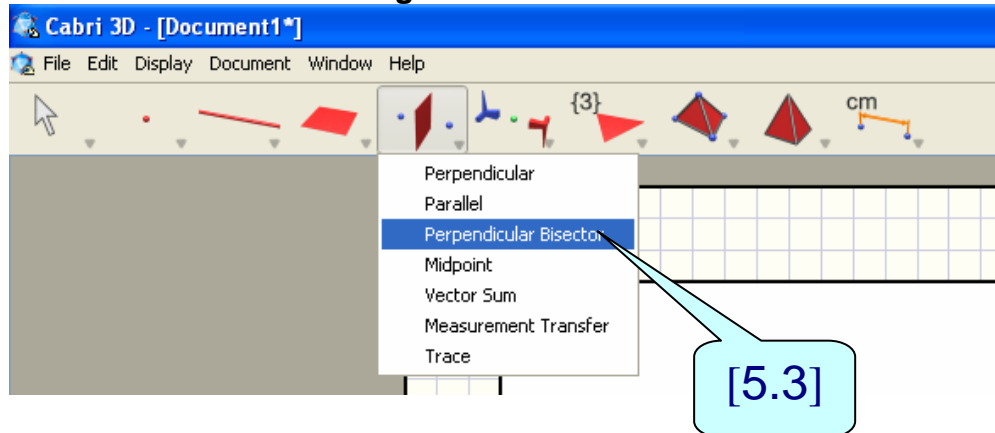 Cabri 3D - [Document1*]
File Edit Display Document Window Help
{3}
cm
Perpendicular
Parallel
Perpendicular Bisector
Midpoint
Vector Sum
Measurement Transfer
Trace
[5.3]